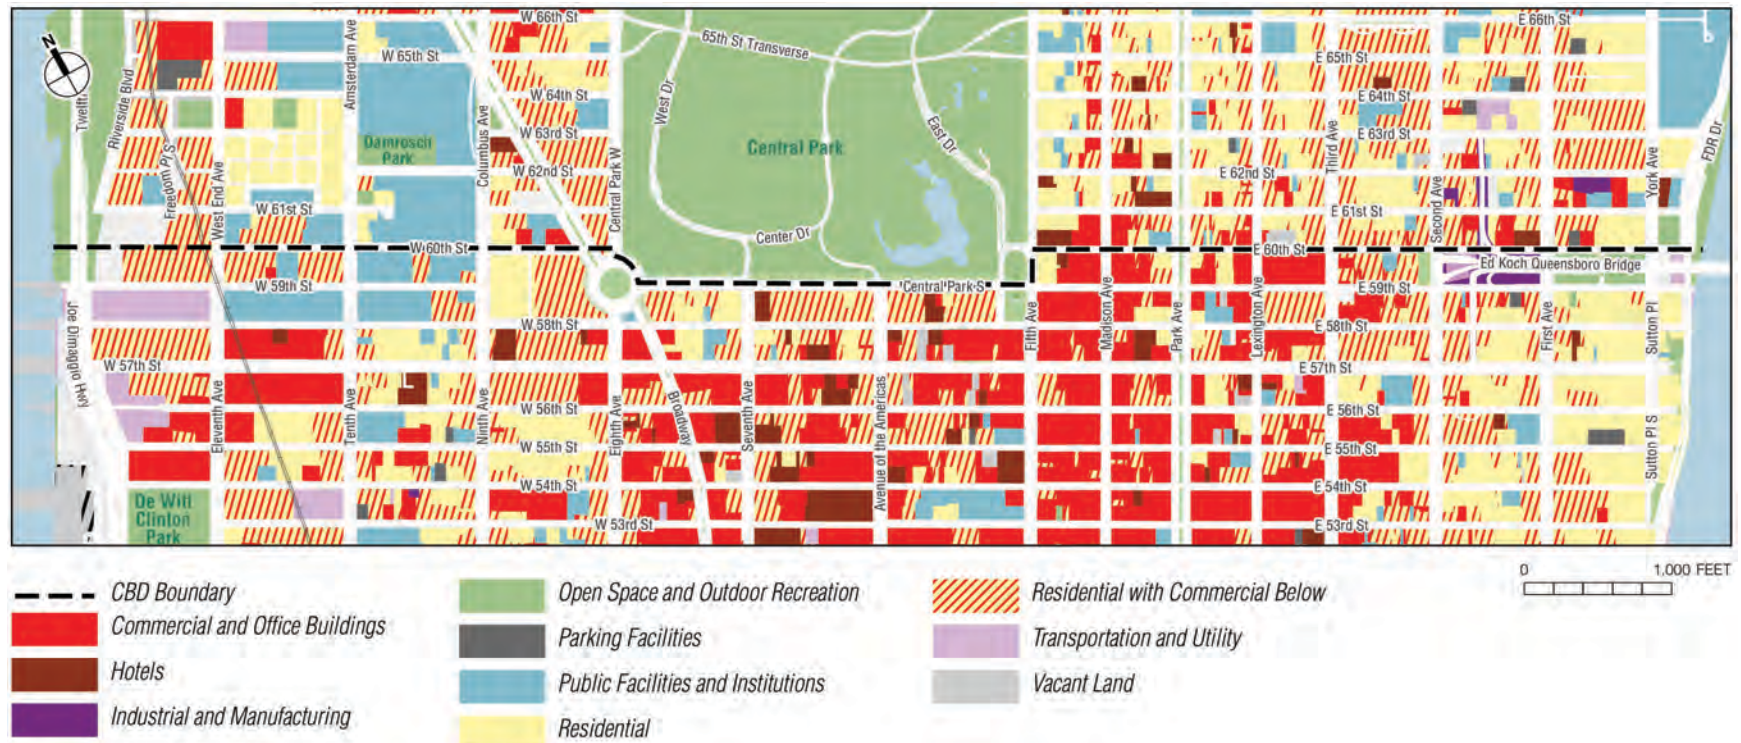 W 66th St
E 66th St
65th St Transverse
W 65th St
E 65th St
N
Twelft
Riverside Blvd
Amsterdam Ave
W 64th St
West Dr
E 64th St
Columbus Ave
W 63rd St
East Dr
E 63rd St
Damrosch
Park
Central Park
Third Ave
FDR Dr
Freedom Pl S
W 62nd St
E 62nd St
York Ave
West End Ave
Central Park W
Second Ave
W 61st St
E 61st St
Center Dr
W 60th St
E 60th St
Ed Koch Queensboro Bridge
W 59th St
Central Park S
E 59th St
Joe Dimaggio Hwy
W 58th St
Fifth Ave
Madison Ave
Park Ave
Lexington Ave
E 58th St
First Ave
Sutton Pl
W 57th St
E 57th St
Eleventh Ave
Tenth Ave
Ninth Ave
W 56th St
Eighth Ave
Broadway
Seventh Ave
Avenue of the Americas
E 56th St
W 55th St
E 55th St
Sutton Pl S
W 54th St
E 54th St
De Witt
Clinton
Park
W 53rd St
E 53rd St
CBD Boundary
Commercial and Office Buildings
Hotels
Industrial and Manufacturing
Open Space and Outdoor Recreation
Parking Facilities
Public Facilities and Institutions
Residential
Residential with Commercial Below
Transportation and Utility
Vacant Land
0 1,000 FEET